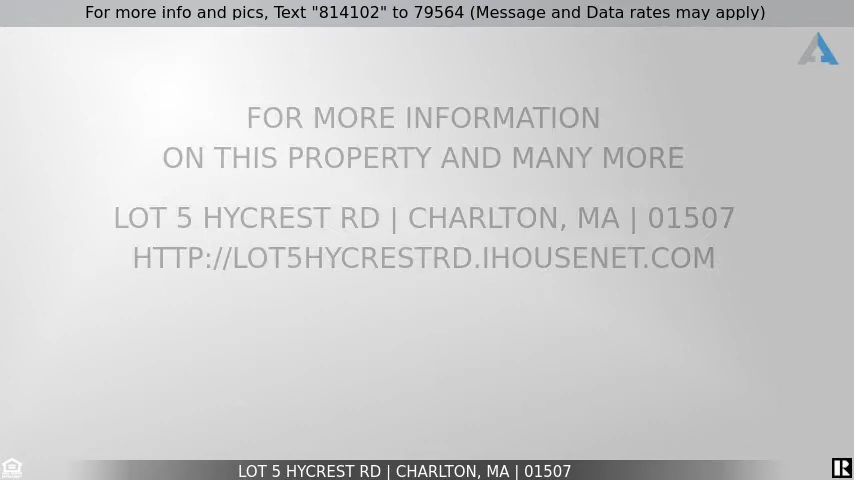 For more info and pics, Text "814102" to 79564 (Message and Data rates may apply)
FOR MORE INFORMATION
ON THIS PROPERTY AND MANY MORE
LOT 5 HYCREST RD | CHARLTON, MA | 01507
HTTP://LOT5HYCRESTRD.IHOUSENET.COM
LOT 5 HYCREST RD | CHARLTON, MA | 01507